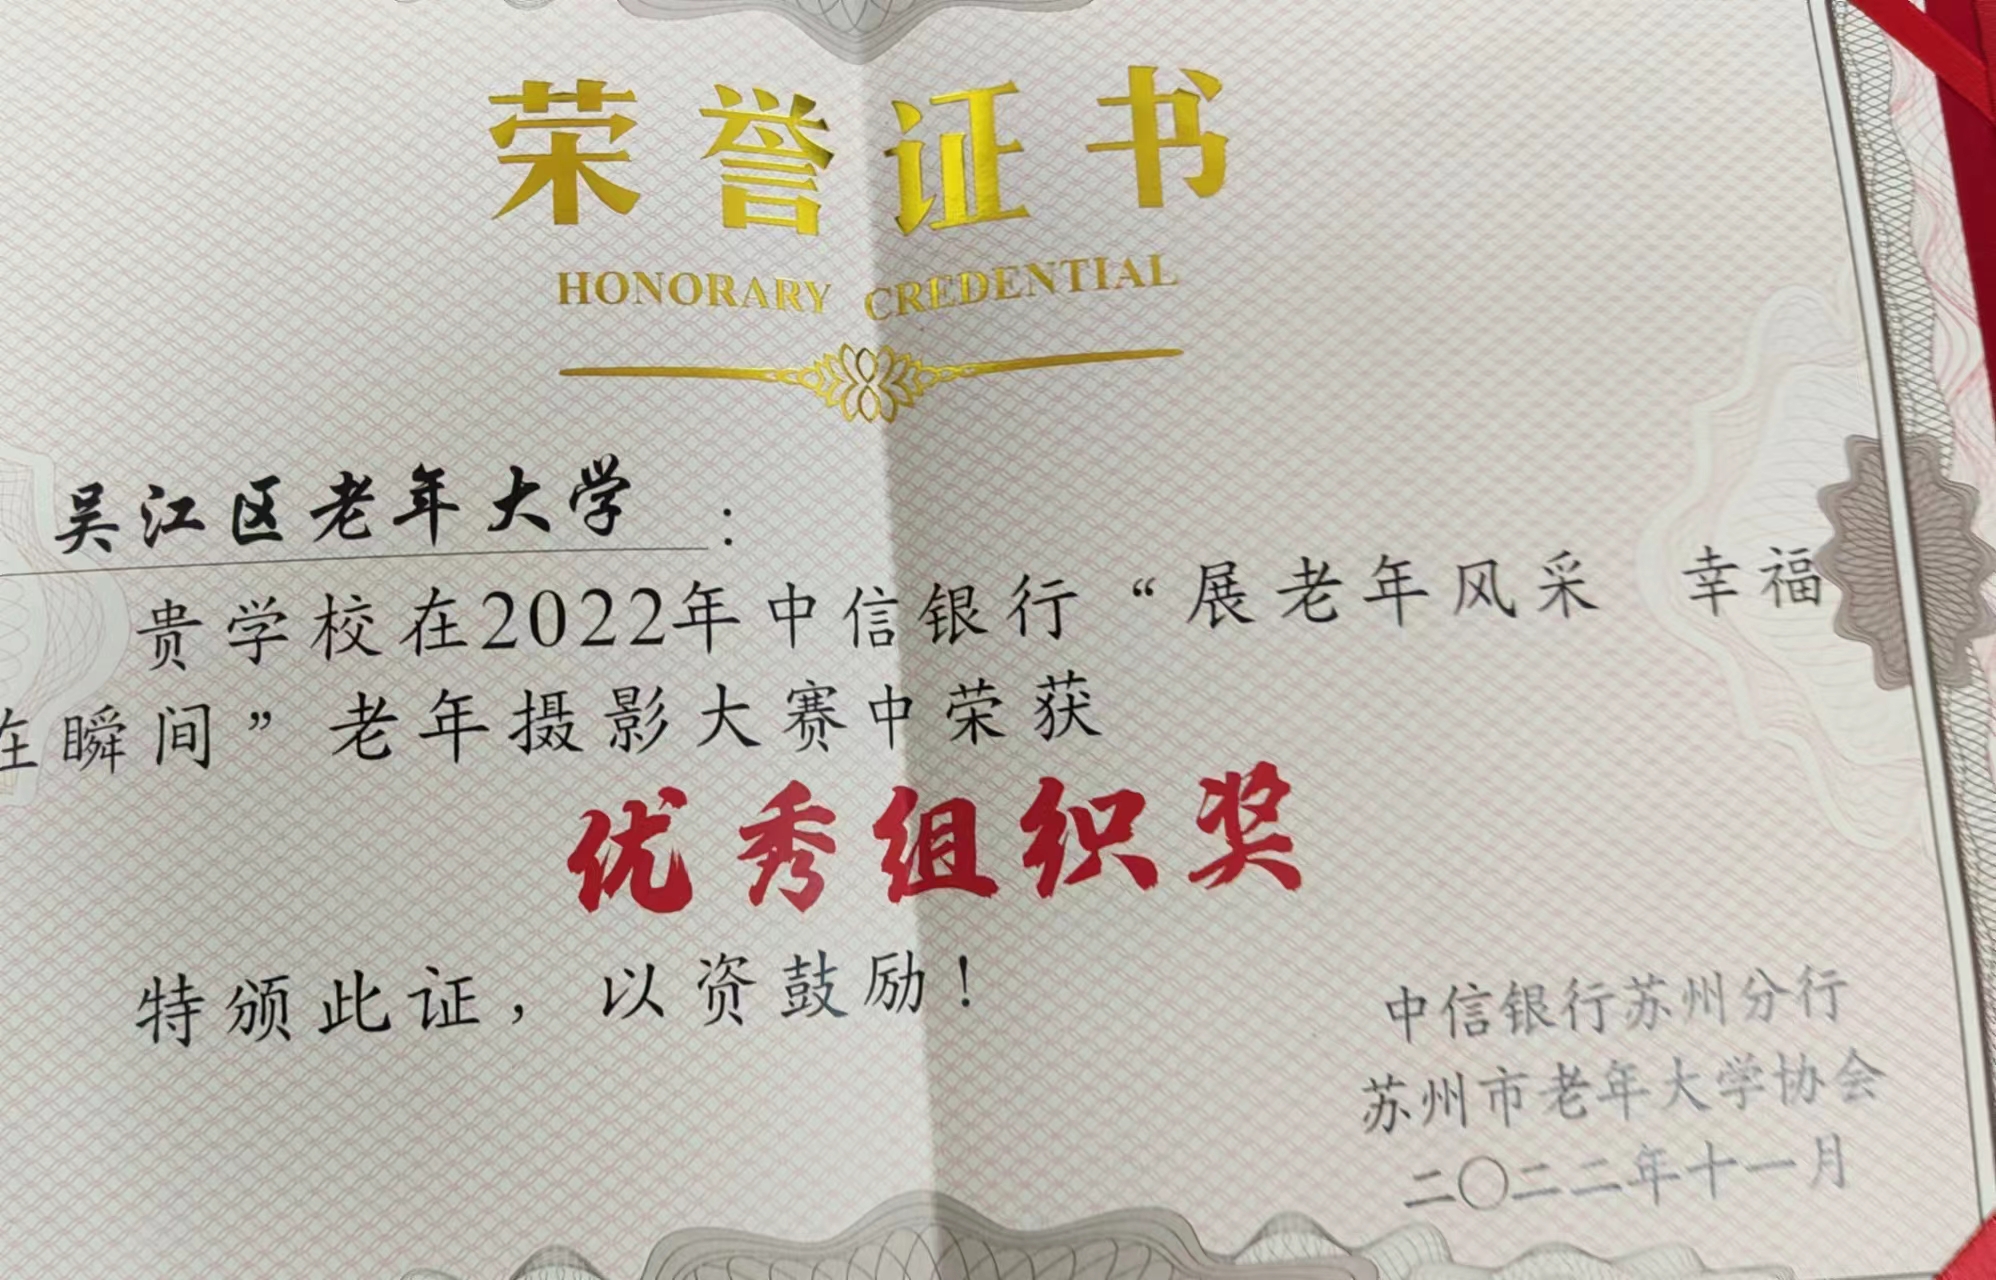 荣誉证书
HONORARY CREDENTIAL
吴江区老年大学：
贵学校在2022年中信银行“展老年风采 幸福
在瞬间”老年摄影大赛中荣获
优秀组织奖
特颁此证，以资鼓励！
中信银行苏州分行
苏州市老年大学协会
二〇二二年十一月